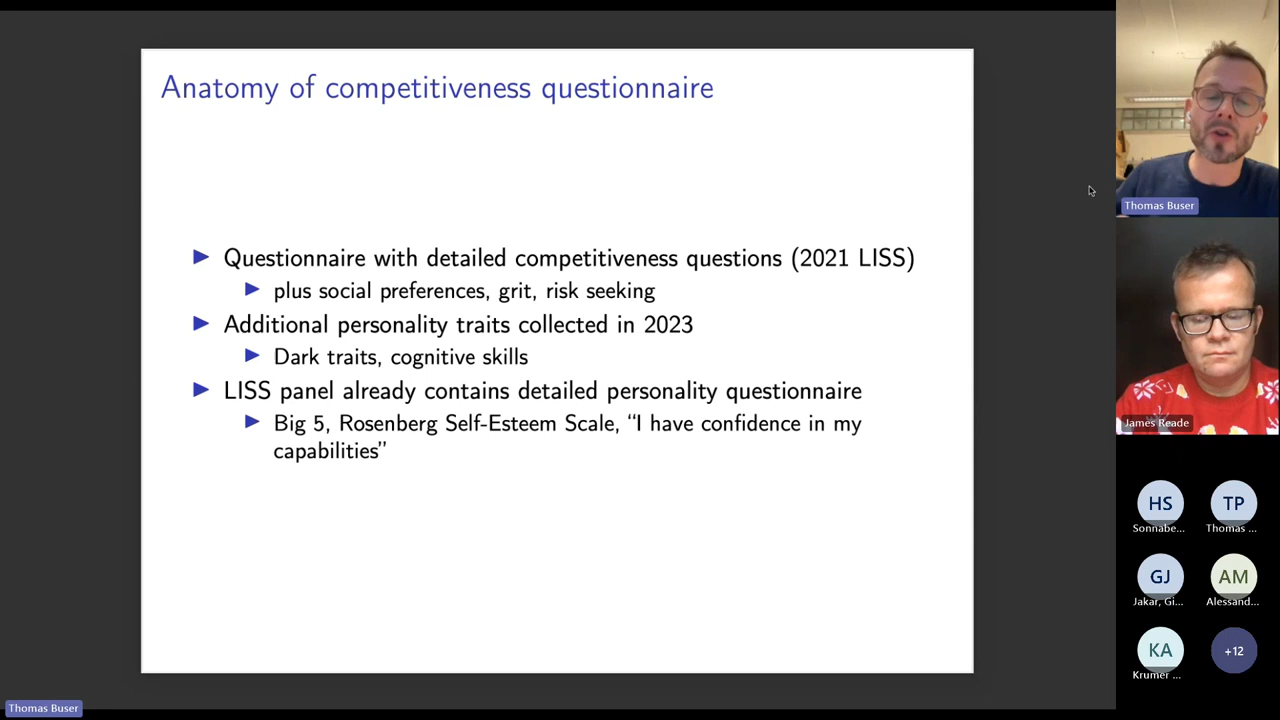 Anatomy of competitiveness questionnaire
Questionnaire with detailed competitiveness questions (2021 LISS)
plus social preferences, grit, risk seeking
Additional personality traits collected in 2023
Dark traits, cognitive skills
LISS panel already contains detailed personality questionnaire
Big 5, Rosenberg Self-Esteem Scale, “I have confidence in my
capabilities”
Thomas Buser
Thomas Buser
James Reade
HS
Sonnabe...
TP
Thomas ...
GJ
Jakar, Gi...
AM
Alessand...
KA
Krumer ...
+12